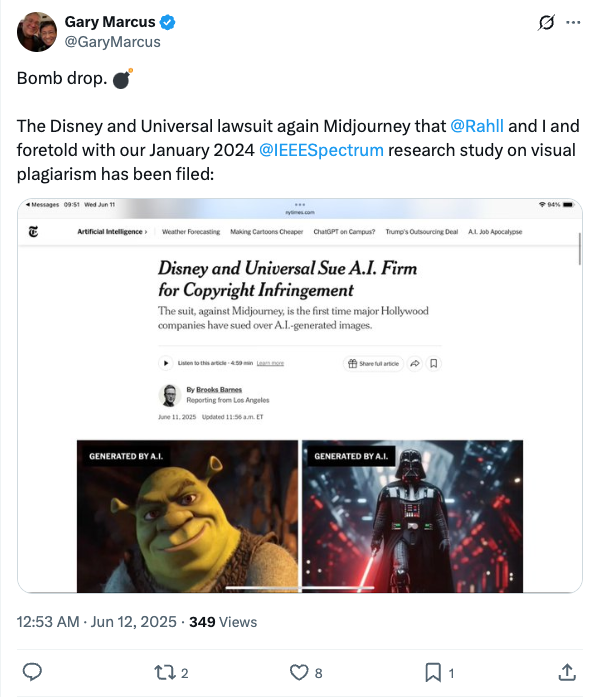 Gary Marcus
@GaryMarcus
Bomb drop. 💣
The Disney and Universal lawsuit again Midjourney that @Rahll and I and
foretold with our January 2024 @IEEESpectrum research study on visual
plagiarism has been filed:
Messages 09:51 Wed Jun 11
nytimes.com
94%
T
Artificial Intelligence › Weather Forecasting Making Cartoons Cheaper ChatGPT on Campus? Trump's Outsourcing Deal A.I. Job Apocalypse
Disney and Universal Sue A.I. Firm
for Copyright Infringement
The suit, against Midjourney, is the first time major Hollywood
companies have sued over A.I.-generated images.
Listen to this article · 4:59 min Learn more
Share full article
By Brooks Barnes
Reporting from Los Angeles
June 11, 2025 Updated 11:56 a.m. ET
GENERATED BY A.I.
GENERATED BY A.I.
12:53 AM · Jun 12, 2025 · 349 Views
2
8
1